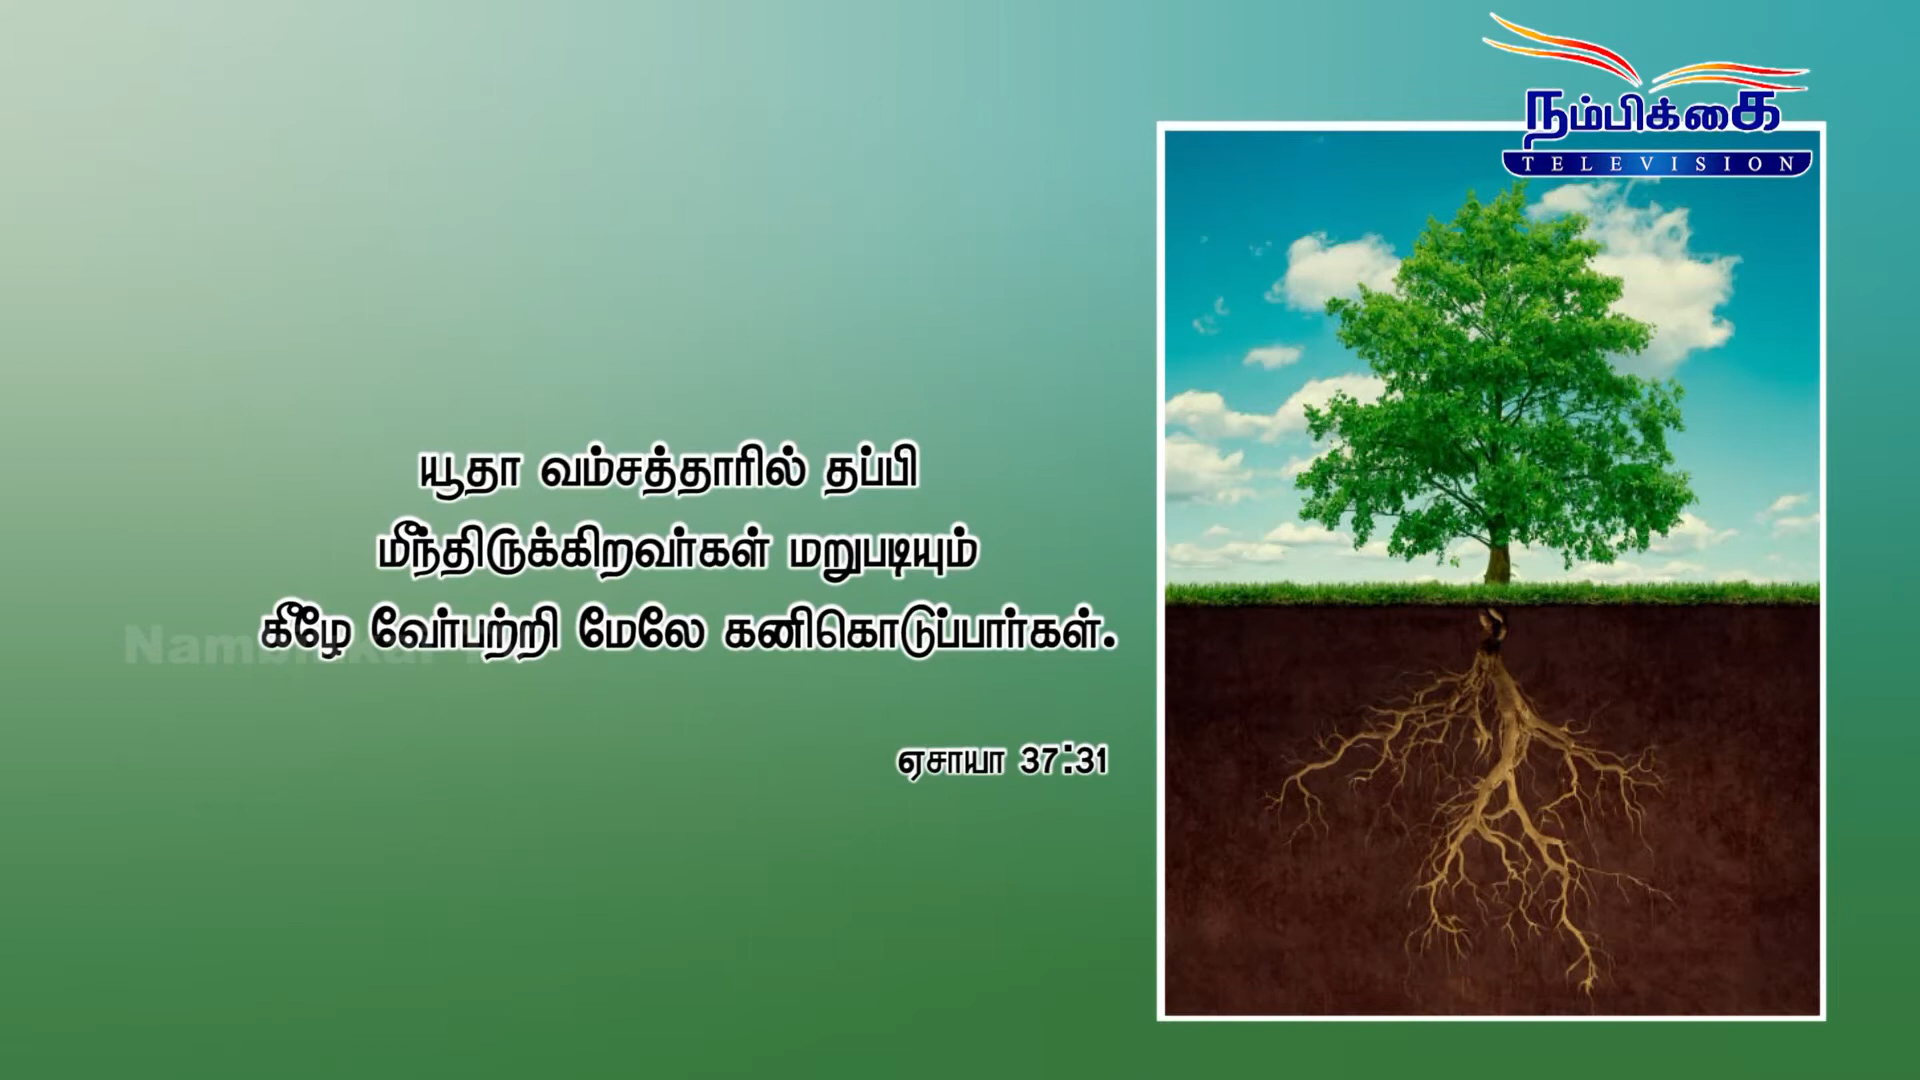 நம்பிக்கை
TELEVISION
யூதா வம்சத்தாரில் தப்பி
மீந்திருக்கிறவர்கள் மறுபடியும்
கீழே வேர்பற்றி மேலே கனிகொடுப்பார்கள்.
ஏசாயா 37:31